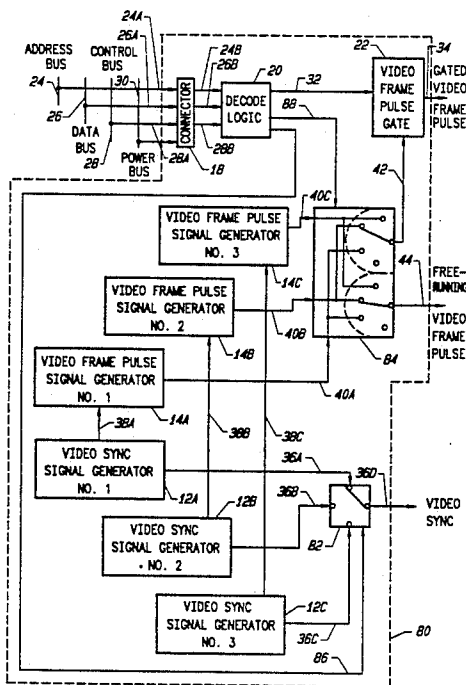 24A
26A
ADDRESS
BUS
CONTROL
BUS
24B
26B
20
22
34
24
30
CONNECTOR
DECODE
LOGIC
32
88
VIDEO
FRAME
PULSE
GATE
GATED
VIDEO
FRAME
PULSE
26
DATA
BUS
28
28A
POWER
BUS
18
28B
42
40C
VIDEO FRAME PULSE
SIGNAL GENERATOR
NO. 3
14C
44
FREE-
RUNNING
VIDEO
FRAME
PULSE
VIDEO FRAME PULSE
SIGNAL GENERATOR
NO. 2
14B
40B
84
VIDEO FRAME PULSE
SIGNAL GENERATOR
NO. 1
14A
40A
38A
38B
38C
VIDEO SYNC
SIGNAL GENERATOR
NO. 1
12A
36A
36D
12B
36B
VIDEO
SYNC
VIDEO SYNC
SIGNAL GENERATOR
NO. 2
82
VIDEO SYNC
SIGNAL GENERATOR
NO. 3
12C
36C
80
86